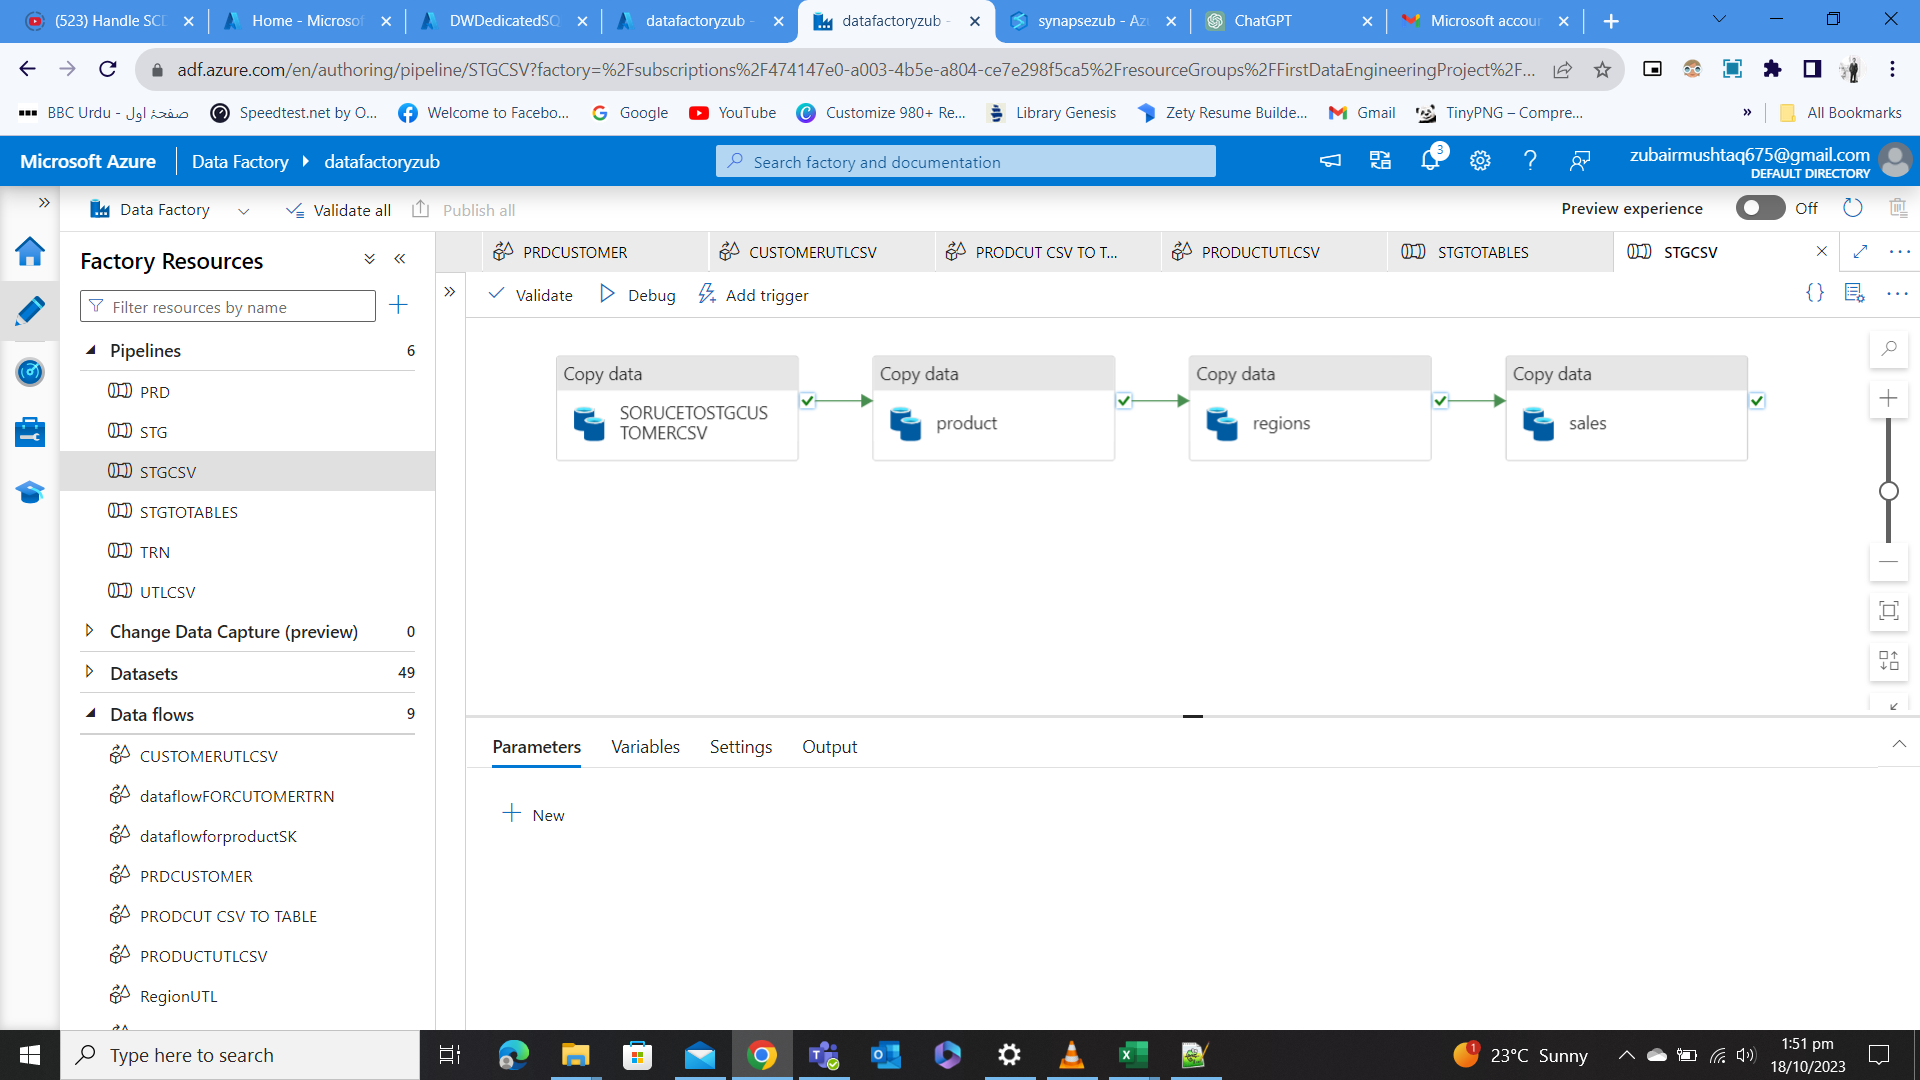 (523) Handle SCD
Home - Microsof
DWDedicatedSQ
datafactoryzub -
datafactoryzub -
synapsezub - Az
ChatGPT
Microsoft accou
adf.azure.com/en/authoring/pipeline/STGCSV?factory=%2Fsubscriptions%2F474147e0-a003-4b5e-a804-ce7e298f5ca5%2FresourceGroups%2FFirstDataEngineeringProject%2F...
BBC Urdu - صفحۂ اول
Speedtest.net by O...
Welcome to Facebo...
Google
YouTube
Customize 980+ Re...
Library Genesis
Zety Resume Builde...
Gmail
TinyPNG – Compre...
»
All Bookmarks
Microsoft Azure
Data Factory
datafactoryzub
Search factory and documentation
3
zubairmushtaq675@gmail.com
DEFAULT DIRECTORY
Data Factory
Validate all
Publish all
Preview experience
Off
Factory Resources
Filter resources by name
Pipelines
6
PRD
STG
STGCSV
STGTOTABLES
TRN
UTLCSV
Change Data Capture (preview)
0
Datasets
49
Data flows
9
CUSTOMERUTLCSV
dataflowFORCUTOMERTRN
dataflowforproductSK
PRDCUSTOMER
PRODCUT CSV TO TABLE
PRODUCTUTLCSV
RegionUTL
PRDCUSTOMER
CUSTOMERUTLCSV
PRODCUT CSV TO T...
PRODUCTUTLCSV
STGTOTABLES
STGCSV
Validate
Debug
Add trigger
{}
Copy data
SORUCETOSTGCUS
TOMERCSV
Copy data
product
Copy data
regions
Copy data
sales
Parameters
Variables
Settings
Output
New
Type here to search
1
23°C Sunny
1:51 pm
18/10/2023